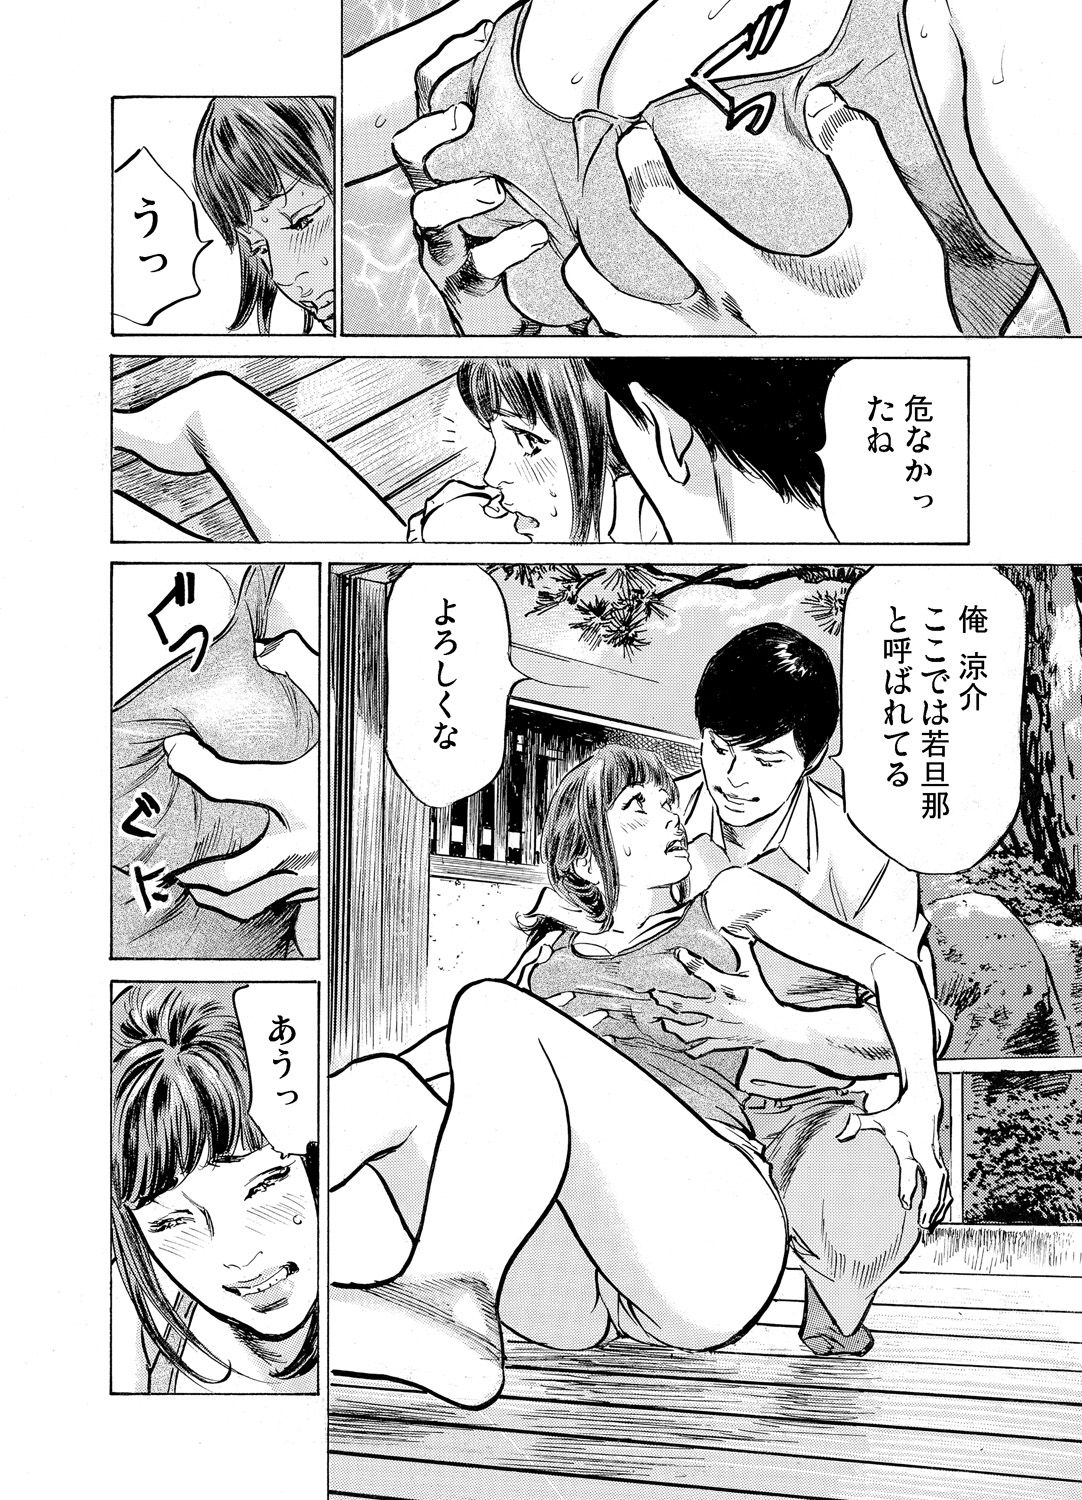 うっ
危なかっ
たね
俺 涼介
ここでは若旦那
と呼ばれてる
よろしくな
あうっ